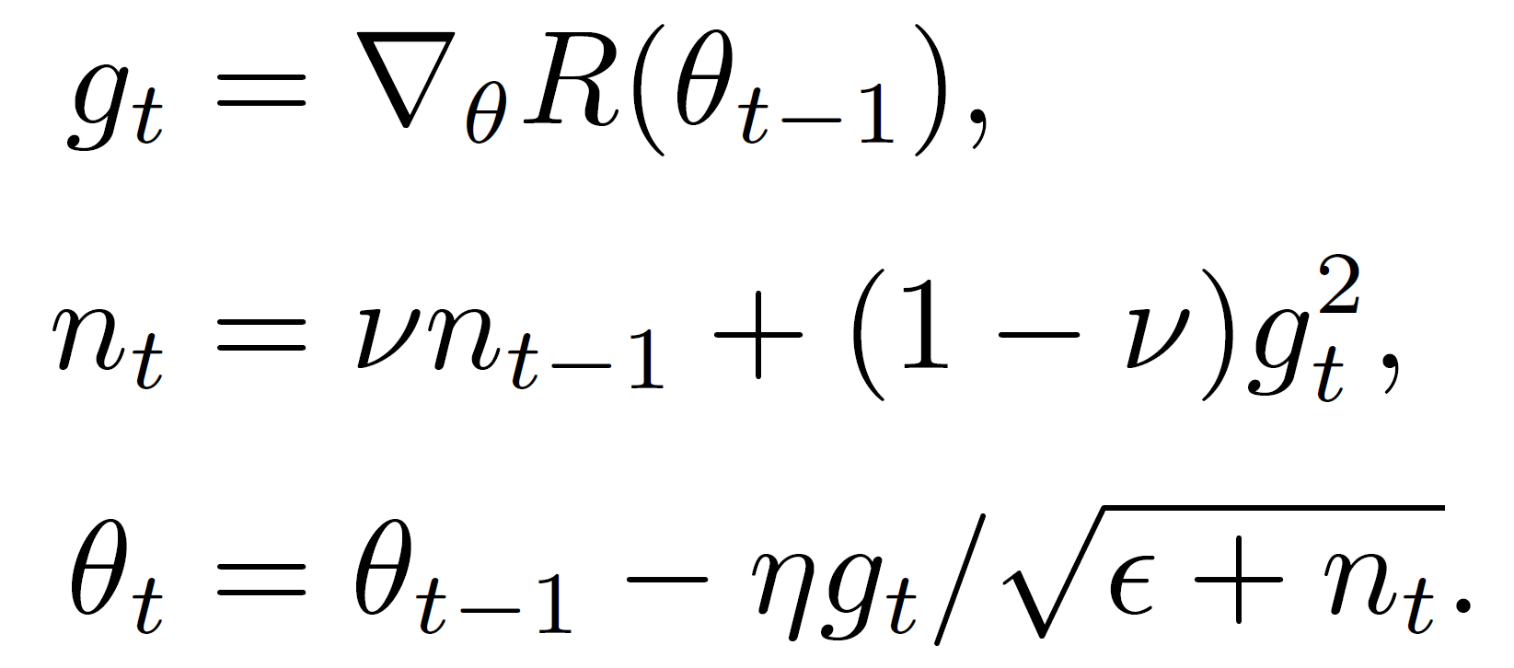 g_t = ∇_θ R(θ_{t−1}),
n_t = νn_{t−1} + (1 − ν)g_t^2,
θ_t = θ_{t−1} − ηg_t/√(ϵ + n_t).